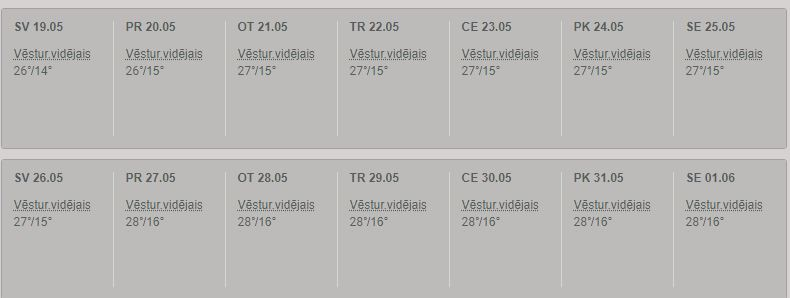 SV 19.05 PR 20.05 OT 21.05 TR 22.05 CE 23.05 PK 24.05 SE 25.05
Vēstur.vidējais Vēstur.vidējais Vēstur.vidējais Vēstur.vidējais Vēstur.vidējais Vēstur.vidējais Vēstur.vidējais
26°/14° 26°/15° 27°/15° 27°/15° 27°/15° 27°/15° 27°/15°
SV 26.05 PR 27.05 OT 28.05 TR 29.05 CE 30.05 PK 31.05 SE 01.06
Vēstur.vidējais Vēstur.vidējais Vēstur.vidējais Vēstur.vidējais Vēstur.vidējais Vēstur.vidējais Vēstur.vidējais
27°/15° 28°/16° 28°/16° 28°/16° 28°/16° 28°/16° 28°/16°